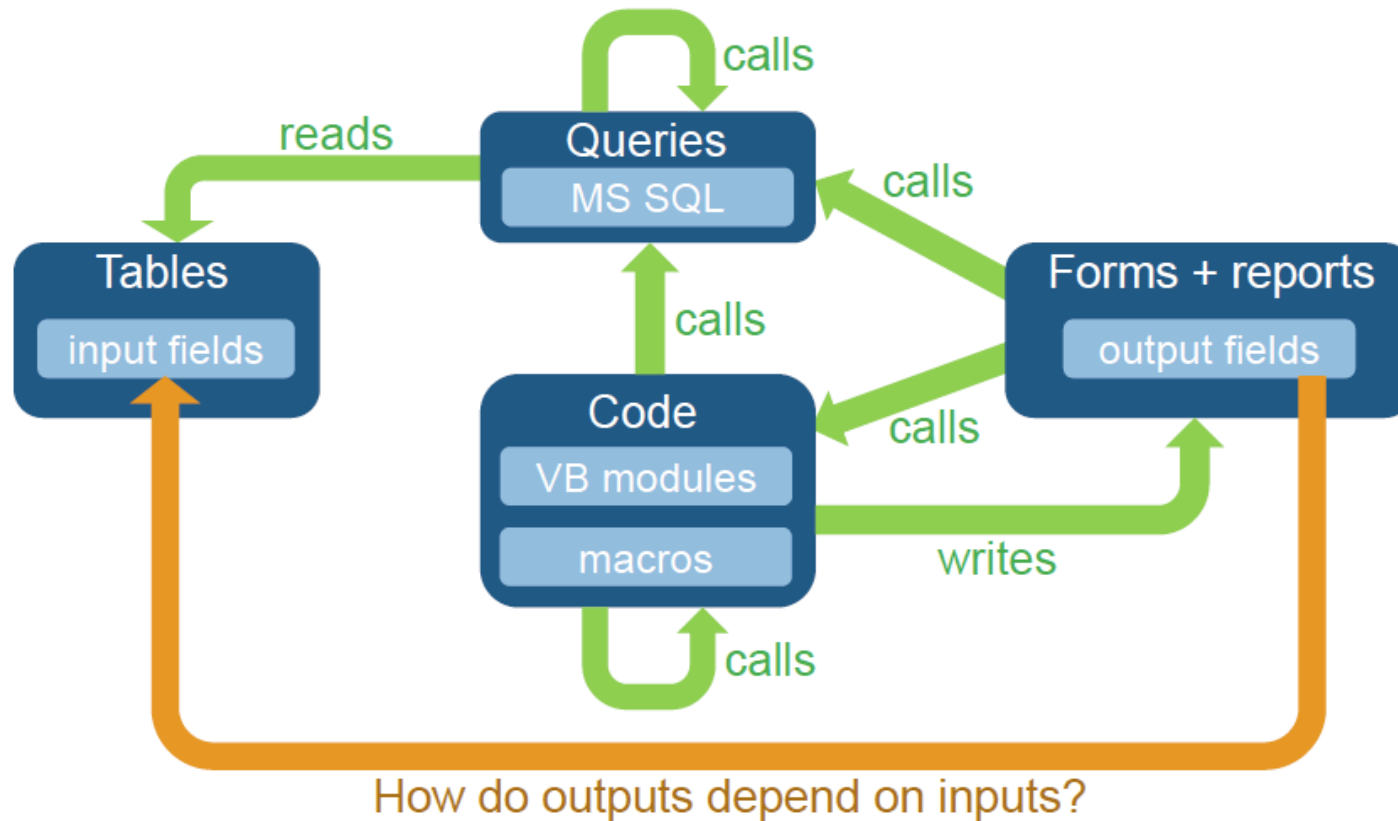 calls
reads
Queries
MS SQL
calls
Tables
input fields
calls
Forms + reports
output fields
Code
VB modules
macros
calls
writes
calls
How do outputs depend on inputs?